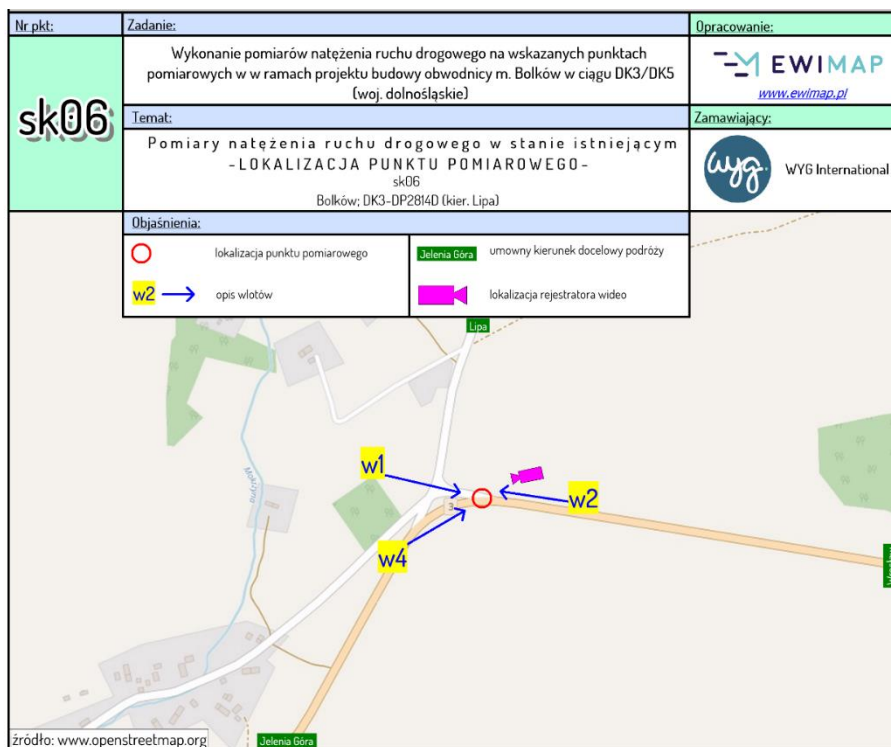 Nr pkt:
Zadanie:
Opracowanie:
sk06
Wykonanie pomiarów natężenia ruchu drogowego na wskazanych punktach
pomiarowych w w ramach projektu budowy obwodnicy m. Bolków w ciągu DK3/DK5
(woj. dolnośląskie)
EWIMAP
www.ewimap.pl
Temat:
Zamawiający:
Pomiary natężenia ruchu drogowego w stanie istniejącym
-LOKALIZACJA PUNKTU POMIAROWEGO-
sk06
Bolków; DK3-DP2814D (kier. Lipa)
wyg.
WYG International
Objaśnienia:
lokalizacja punktu pomiarowego
Jelenia Góra
umowny kierunek docelowy podróży
w2
opis wlotów
lokalizacja rejestratora wideo
Lipa
w1
w2
3
w4
źródło: www.openstreetmap.org
Jelenia Góra